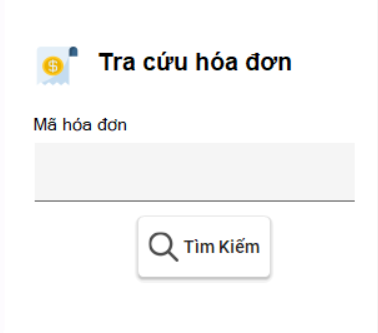 Tra cứu hóa đơn
Mã hóa đơn
Tìm Kiếm